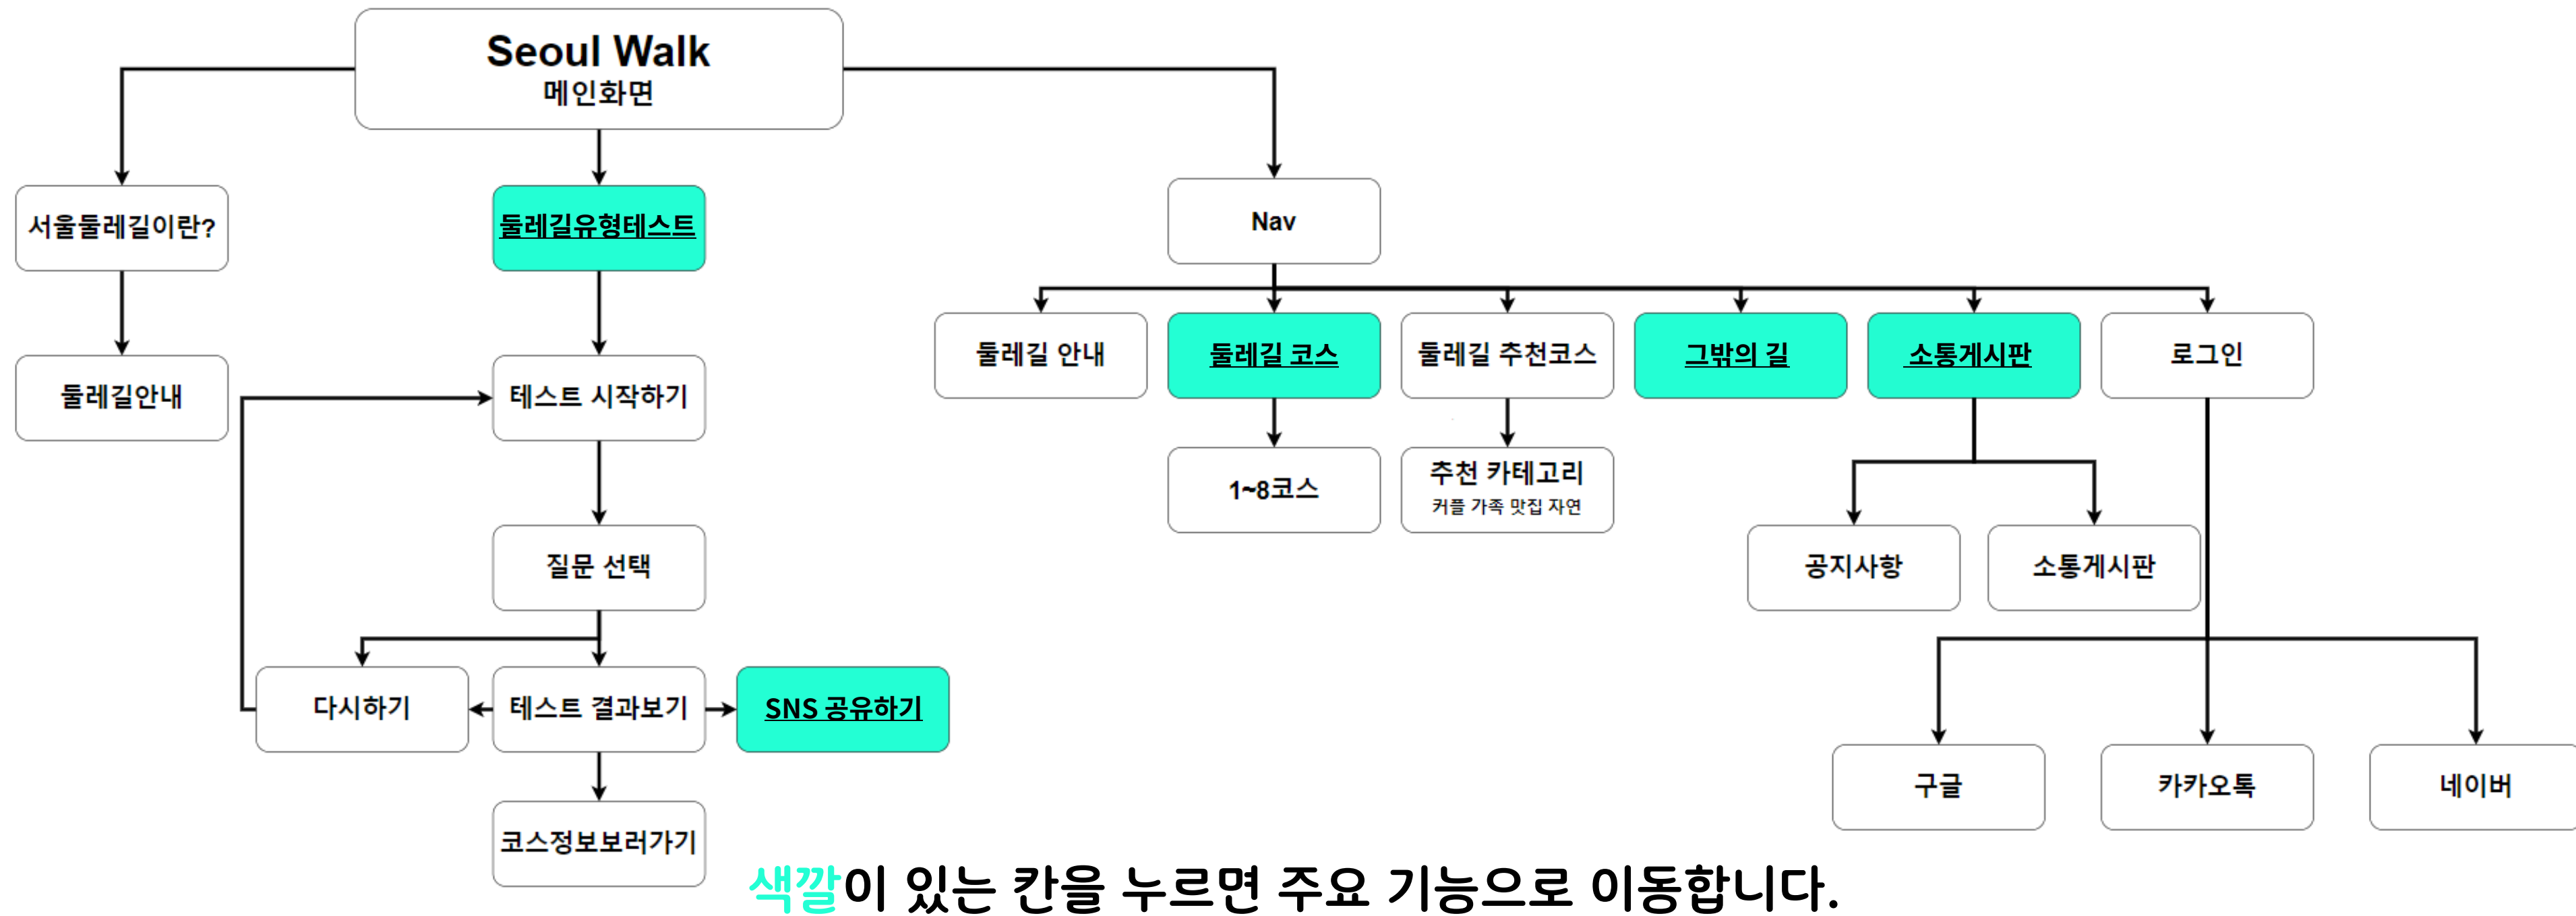 Seoul Walk
메인화면
서울둘레길이란?
둘레길유형테스트
Nav
둘레길 안내
둘레길 코스
둘레길 추천코스
그밖의 길
소통게시판
로그인
둘레길안내
테스트 시작하기
1~8코스
추천 카테고리
커플 가족 맛집 자연
질문 선택
공지사항
소통게시판
다시하기
테스트 결과보기
SNS 공유하기
구글
카카오톡
네이버
코스정보보러가기
색깔이 있는 칸을 누르면 주요 기능으로 이동합니다.